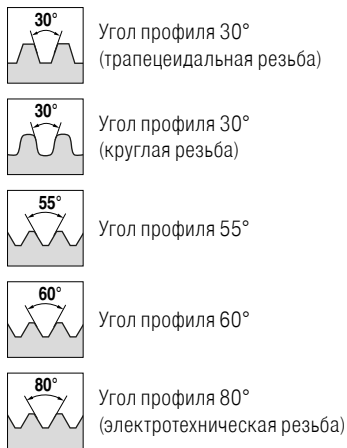 30°
Угол профиля 30°
(трапецеидальная резьба)
30°
Угол профиля 30°
(круглая резьба)
55°
Угол профиля 55°
60°
Угол профиля 60°
80°
Угол профиля 80°
(электротехническая резьба)